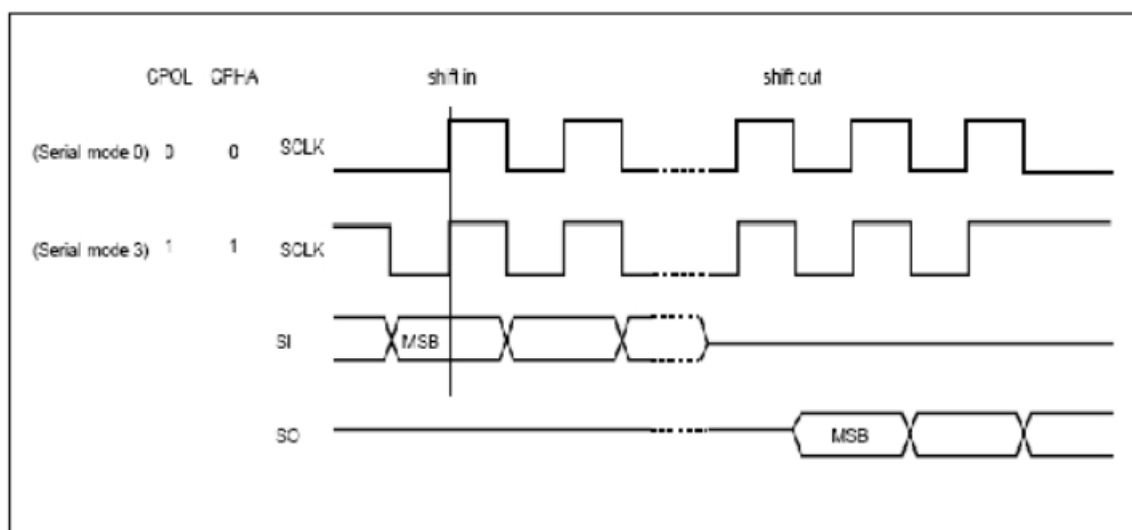 CPOL CPHA shift in shift out
(Serial mode 0) 0 0 SCLK
(Serial mode 3) 1 1 SCLK
SI MSB
SO MSB